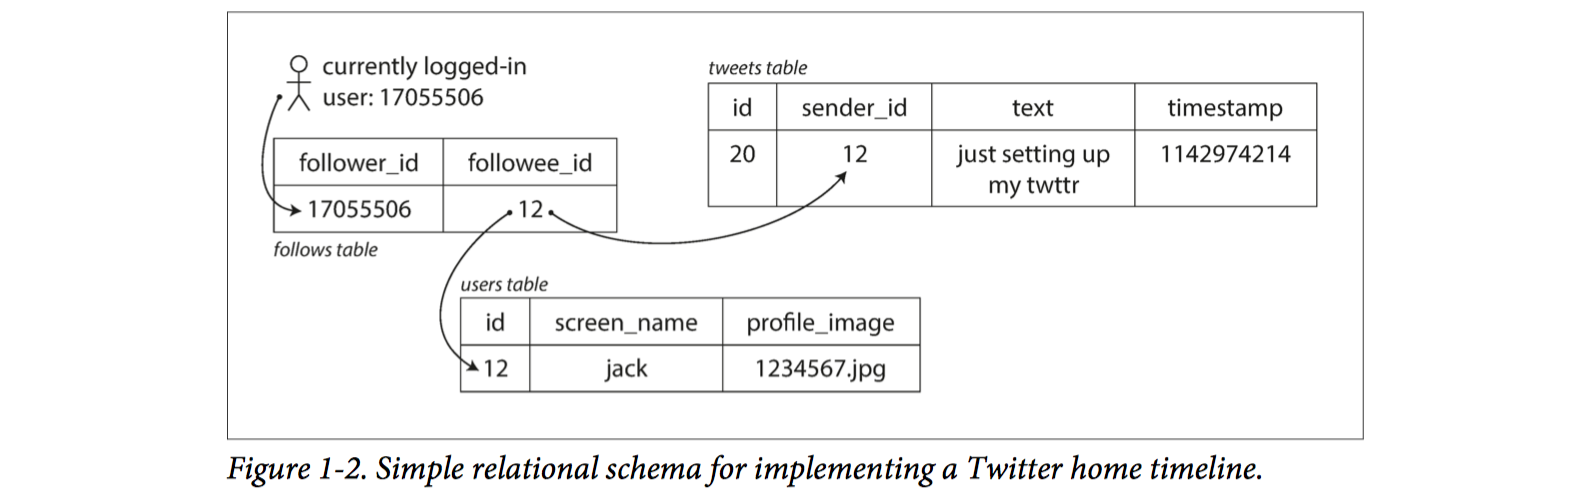 currently logged-in
user: 17055506
follower_id followee_id
17055506 12
follows table
tweets table
id sender_id text timestamp
20 12 just setting up 1142974214
my twttr
users table
id screen_name profile_image
12 jack 1234567.jpg
Figure 1-2. Simple relational schema for implementing a Twitter home timeline.